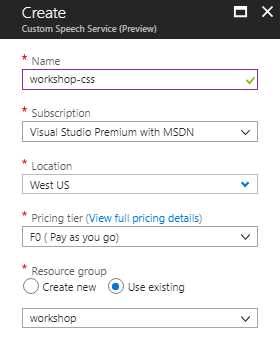 Create
Custom Speech Service (Preview)
* Name
workshop-css
* Subscription
Visual Studio Premium with MSDN
* Location
West US
* Pricing tier (View full pricing details)
F0 ( Pay as you go)
* Resource group
Create new Use existing
workshop